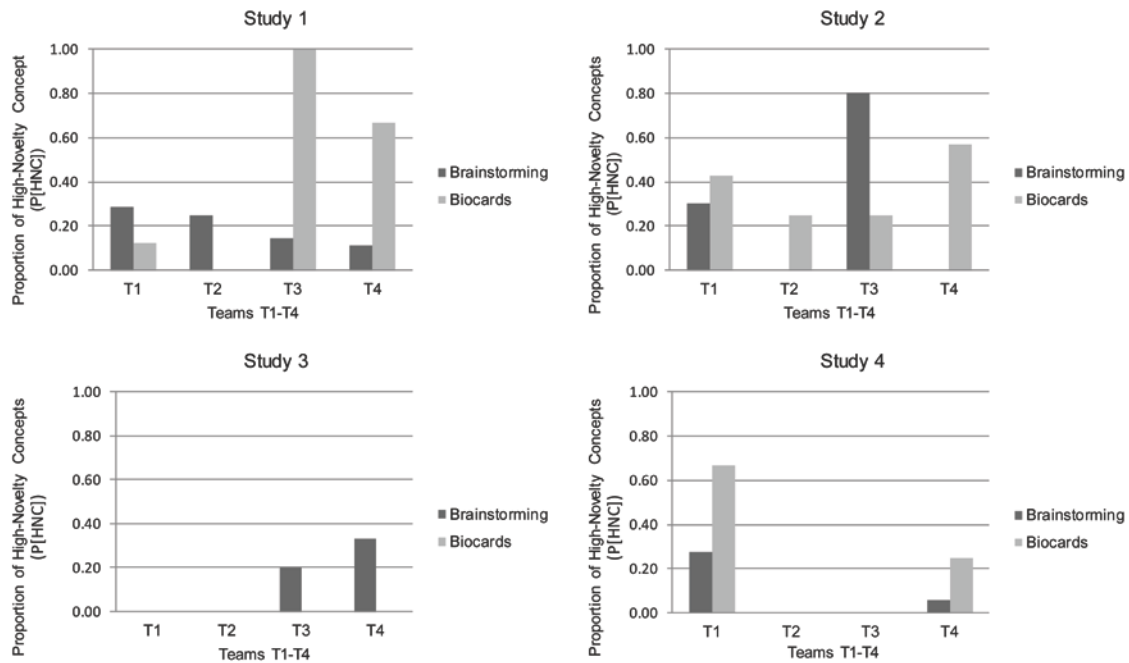 Study 1
Proportion of High-Novelty Concept
(P[HNC])
1.00
0.80
0.60
0.40
0.20
0.00
T1 T2 T3 T4
Teams T1-T4
Brainstorming
Biocards
Study 2
Proportion of High-Novelty Concepts
(P[HNC])
1.00
0.80
0.60
0.40
0.20
0.00
T1 T2 T3 T4
Teams T1-T4
Brainstorming
Biocards
Study 3
Proportion of High-Novelty Concepts
(P[HNC])
1.00
0.80
0.60
0.40
0.20
0.00
T1 T2 T3 T4
Teams T1-T4
Brainstorming
Biocards
Study 4
Proportion of High-Novelty Concepts
(P[HNC])
1.00
0.80
0.60
0.40
0.20
0.00
T1 T2 T3 T4
Teams T1-T4
Brainstorming
Biocards